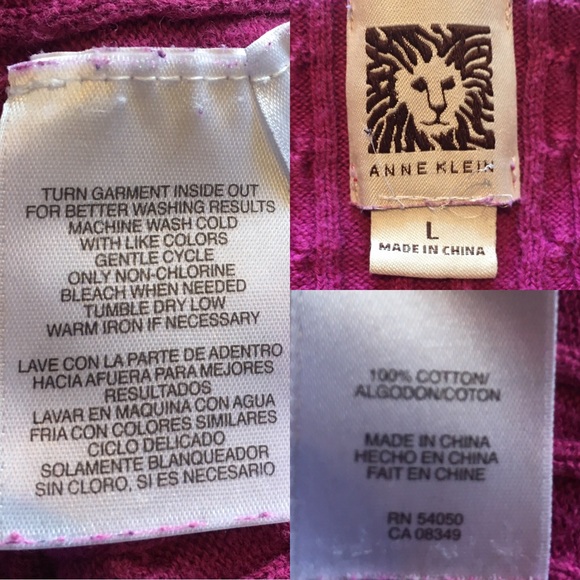 TURN GARMENT INSIDE OUT
FOR BETTER WASHING RESULTS
MACHINE WASH COLD
WITH LIKE COLORS
GENTLE CYCLE
ONLY NON-CHLORINE
BLEACH WHEN NEEDED
TUMBLE DRY LOW
WARM IRON IF NECESSARY
LAVE CON LA PARTE DE ADENTRO
HACIA AFUERA PARA MEJORES
RESULTADOS
LAVAR EN MAQUINA CON AGUA
FRIA CON COLORES SIMILARES
CICLO DELICADO
SOLAMENTE BLANQUEADOR
SIN CLORO, SI ES NECESARIO
ANNE KLEIN
L
MADE IN CHINA
100% COTTON/
ALGODON/COTON
MADE IN CHINA
HECHO EN CHINA
FAIT EN CHINE
RN 54050
CA 08349